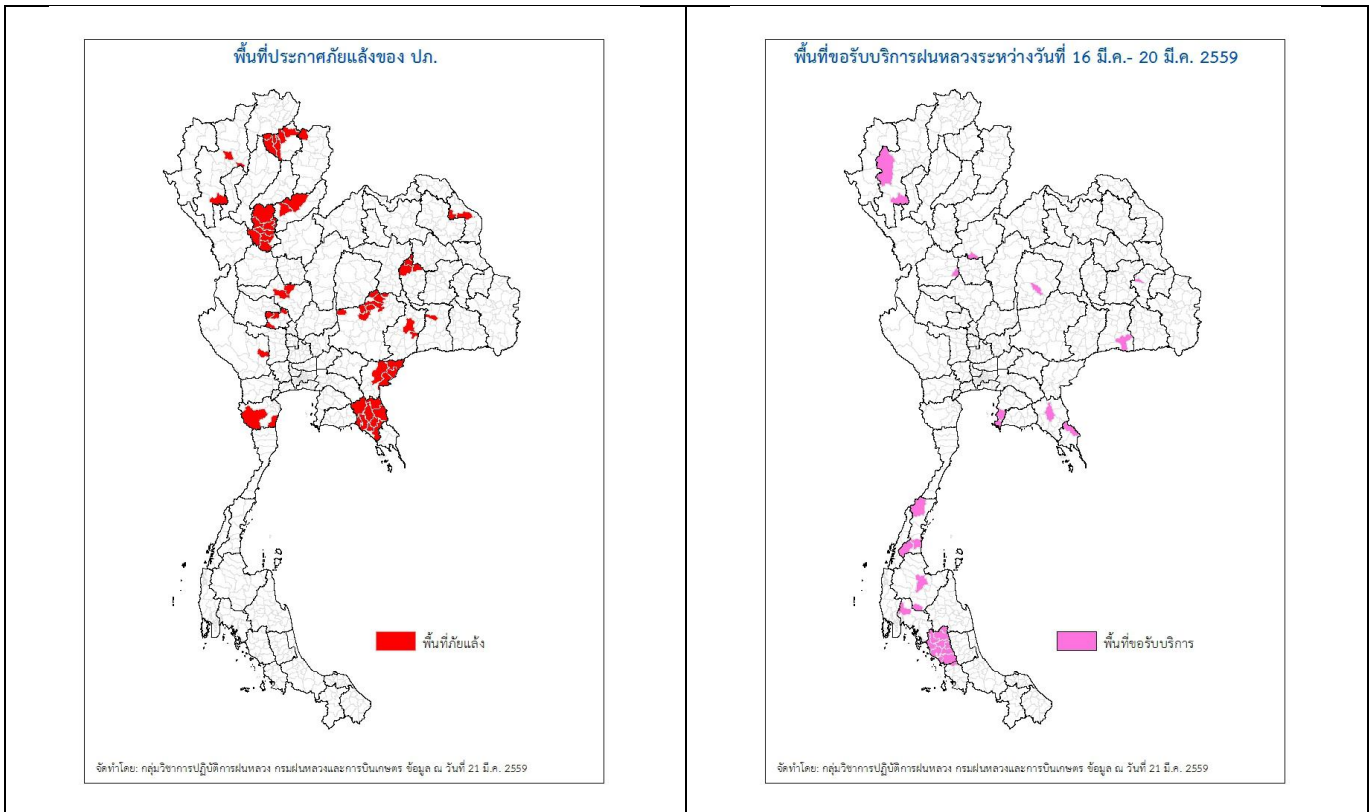 พื้นที่ประกาศภัยแล้งของ ปภ.
พื้นที่ภัยแล้ง
จัดทำโดย: กลุ่มวิชาการปฏิบัติการฝนหลวง กรมฝนหลวงและการบินเกษตร ข้อมูล ณ วันที่ 21 มี.ค. 2559
พื้นที่ขอรับบริการฝนหลวงระหว่างวันที่ 16 มี.ค.- 20 มี.ค. 2559
พื้นที่ขอรับบริการ
จัดทำโดย: กลุ่มวิชาการปฏิบัติการฝนหลวง กรมฝนหลวงและการบินเกษตร ข้อมูล ณ วันที่ 21 มี.ค. 2559